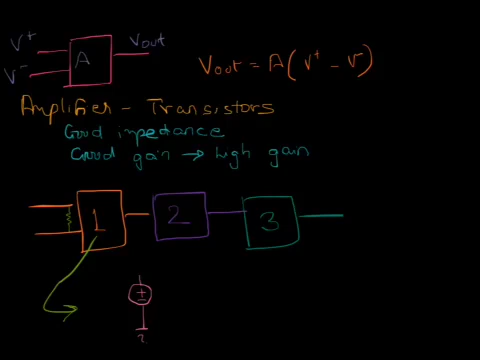 V+ Vout
A
V-
Vout = A(V+ - V-)
Amplifier - Transistors
Good impedance
Good gain → high gain
1 2 3
+